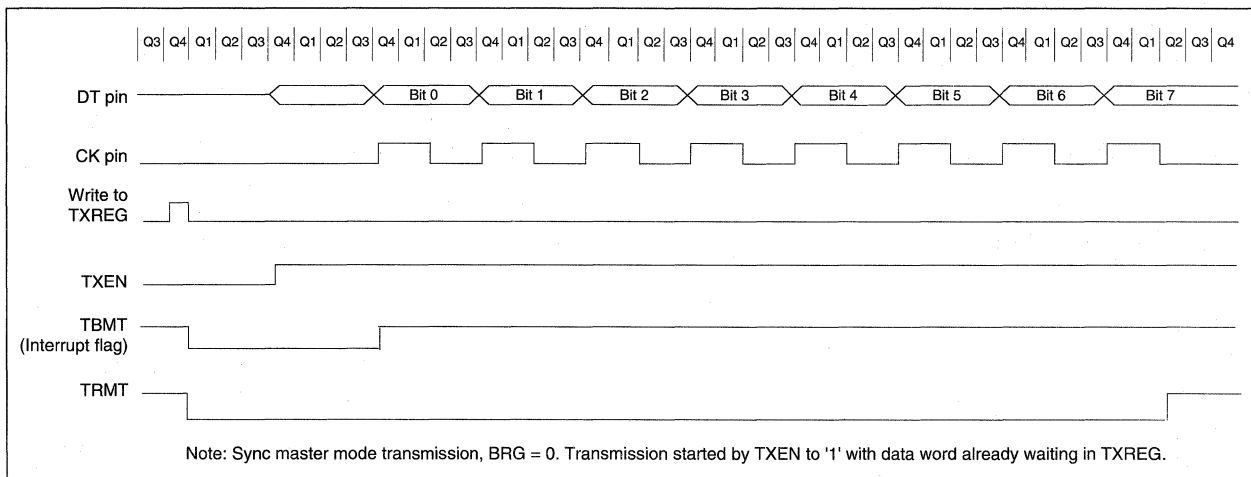 Q3 Q4 Q1 Q2 Q3 Q4 Q1 Q2 Q3 Q4 Q1 Q2 Q3 Q4 Q1 Q2 Q3 Q4 Q1 Q2 Q3 Q4 Q1 Q2 Q3 Q4 Q1 Q2 Q3 Q4 Q1 Q2 Q3 Q4 Q1 Q2 Q3 Q4 Q1 Q2 Q3 Q4
DT pin Bit 0 Bit 1 Bit 2 Bit 3 Bit 4 Bit 5 Bit 6 Bit 7
CK pin
Write to
TXREG
TXEN
TBMT
(Interrupt flag)
TRMT
Note: Sync master mode transmission, BRG = 0. Transmission started by TXEN to '1' with data word already waiting in TXREG.